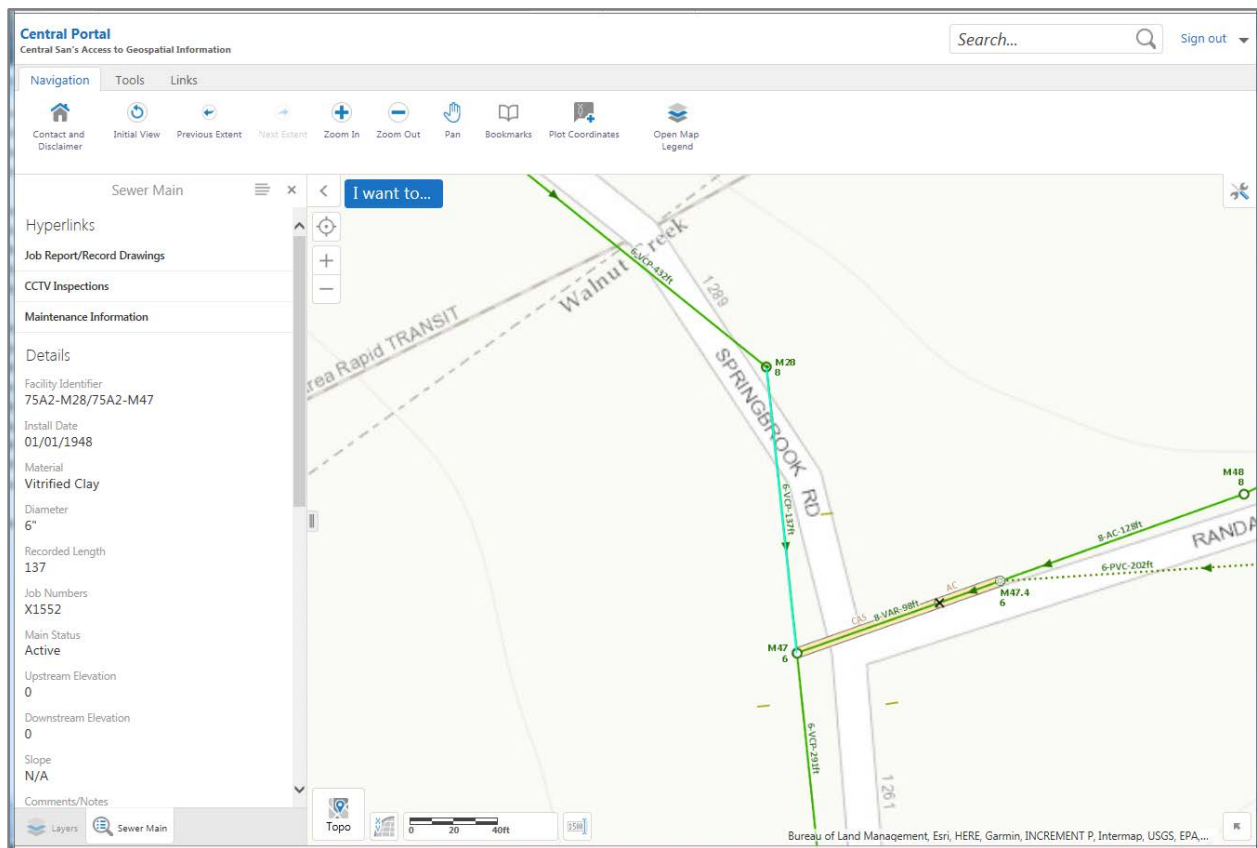 Central Portal
Central San's Access to Geospatial Information
Search...
Sign out
Navigation
Tools
Links
Contact and Disclaimer
Initial View
Previous Extent
Next Extent
Zoom In
Zoom Out
Pan
Bookmarks
Plot Coordinates
Open Map Legend
Sewer Main
I want to...
Hyperlinks
Job Report/Record Drawings
CCTV Inspections
Maintenance Information
Details
Facility Identifier
75A2-M28/75A2-M47
Install Date
01/01/1948
Material
Vitrified Clay
Diameter
6"
Recorded Length
137
Job Numbers
X1552
Main Status
Active
Upstream Elevation
0
Downstream Elevation
0
Slope
N/A
Comments/Notes
Layers
Sewer Main
6-VCP-432ft
Walnut Creek
1289
rea Rapid TRANSIT
M28
8
SPRINGBROOK RD
6-VCP-137ft
M48
8
8-AC-128ft
RANDA
6-PVC-202ft
AC
M47.4
6
CAS
8-VAR-98ft
M47
6
6-VCP-291ft
1261
Topo
0 20 40ft
Bureau of Land Management, Esri, HERE, Garmin, INCREMENT P, Intermap, USGS, EPA,...